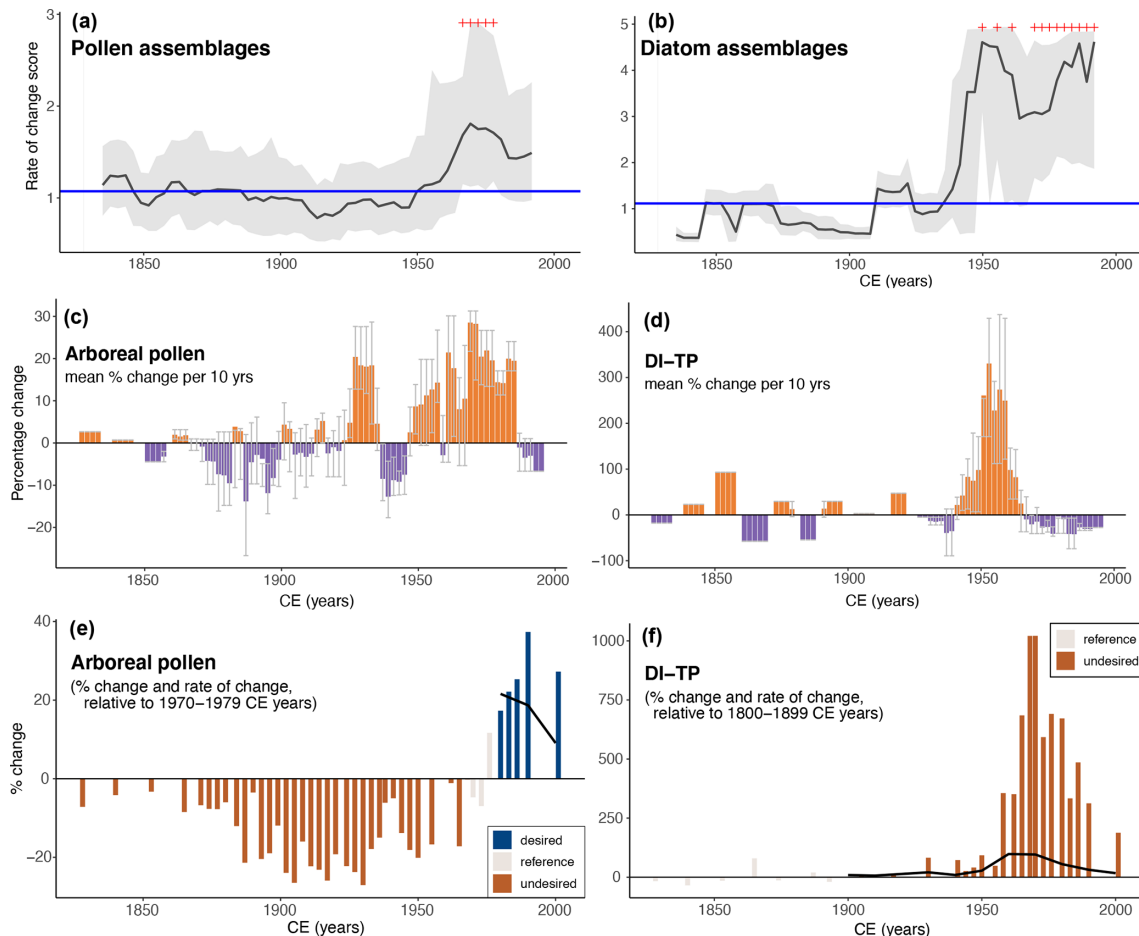 (a)
Pollen assemblages
Rate of change score
3
2
1
1850
1900
1950
2000
(b)
Diatom assemblages
5
4
3
2
1
1850
1900
1950
2000
CE (years)
(c)
Arboreal pollen
mean % change per 10 yrs
Percentage change
30
20
10
0
−10
−20
1850
1900
1950
2000
CE (years)
(d)
DI−TP
mean % change per 10 yrs
400
300
200
100
0
−100
1850
1900
1950
2000
CE (years)
(e)
Arboreal pollen
(% change and rate of change,
relative to 1970−1979 CE years)
% change
40
20
0
−20
desired
reference
undesired
1850
1900
1950
2000
CE (years)
(f)
DI−TP
(% change and rate of change,
relative to 1800−1899 CE years)
reference
undesired
1000
750
500
250
0
1850
1900
1950
2000
CE (years)